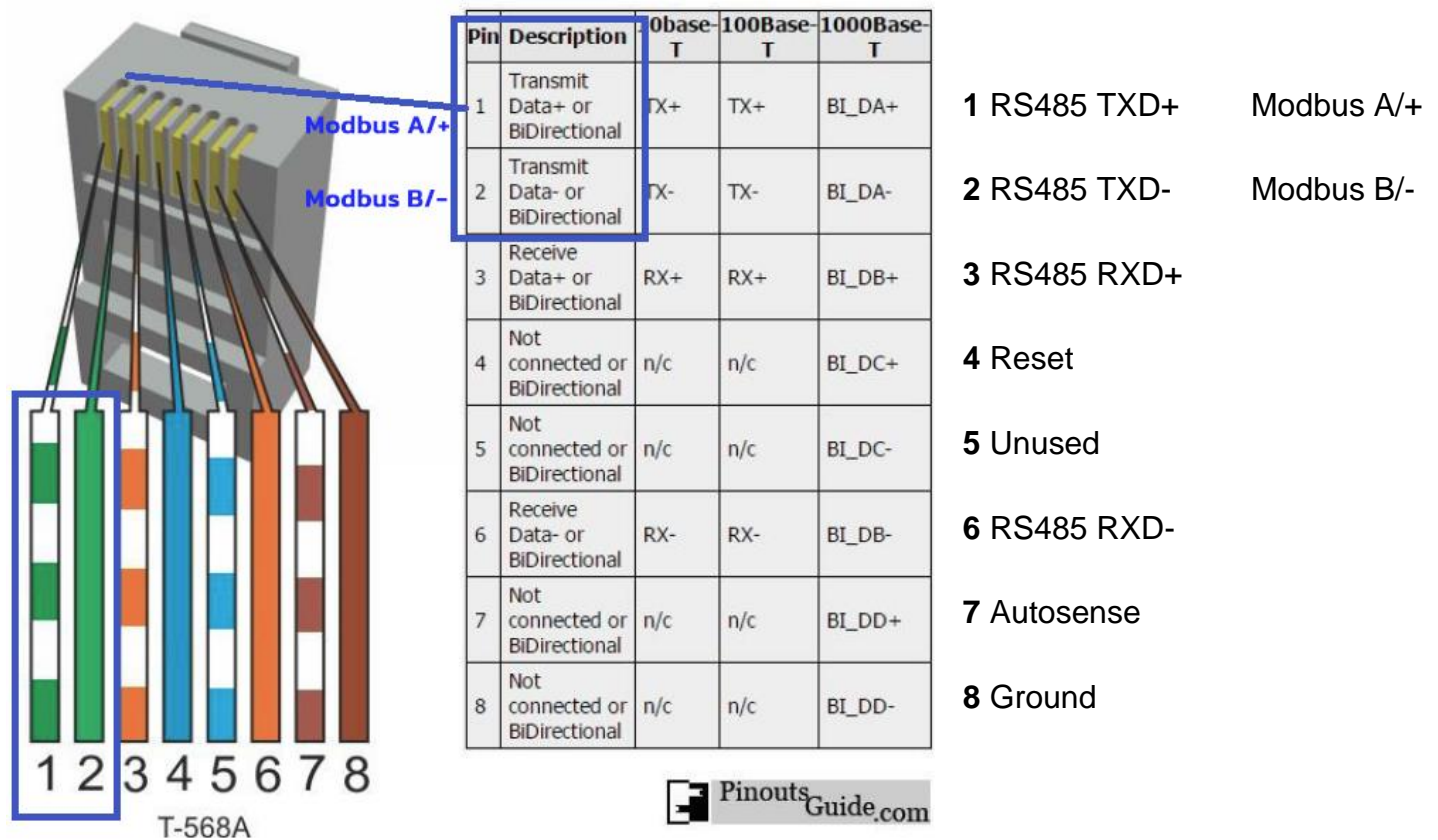 Modbus A/+
Modbus B/-
1 2 3 4 5 6 7 8
T-568A
Pin Description 10base-T 100Base-T 1000Base-T
1 Transmit Data+ or BiDirectional TX+ TX+ BI_DA+
2 Transmit Data- or BiDirectional TX- TX- BI_DA-
3 Receive Data+ or BiDirectional RX+ RX+ BI_DB+
4 Not connected or BiDirectional n/c n/c BI_DC+
5 Not connected or BiDirectional n/c n/c BI_DC-
6 Receive Data- or BiDirectional RX- RX- BI_DB-
7 Not connected or BiDirectional n/c n/c BI_DD+
8 Not connected or BiDirectional n/c n/c BI_DD-
PinoutsGuide.com
1 RS485 TXD+ Modbus A/+
2 RS485 TXD- Modbus B/-
3 RS485 RXD+
4 Reset
5 Unused
6 RS485 RXD-
7 Autosense
8 Ground